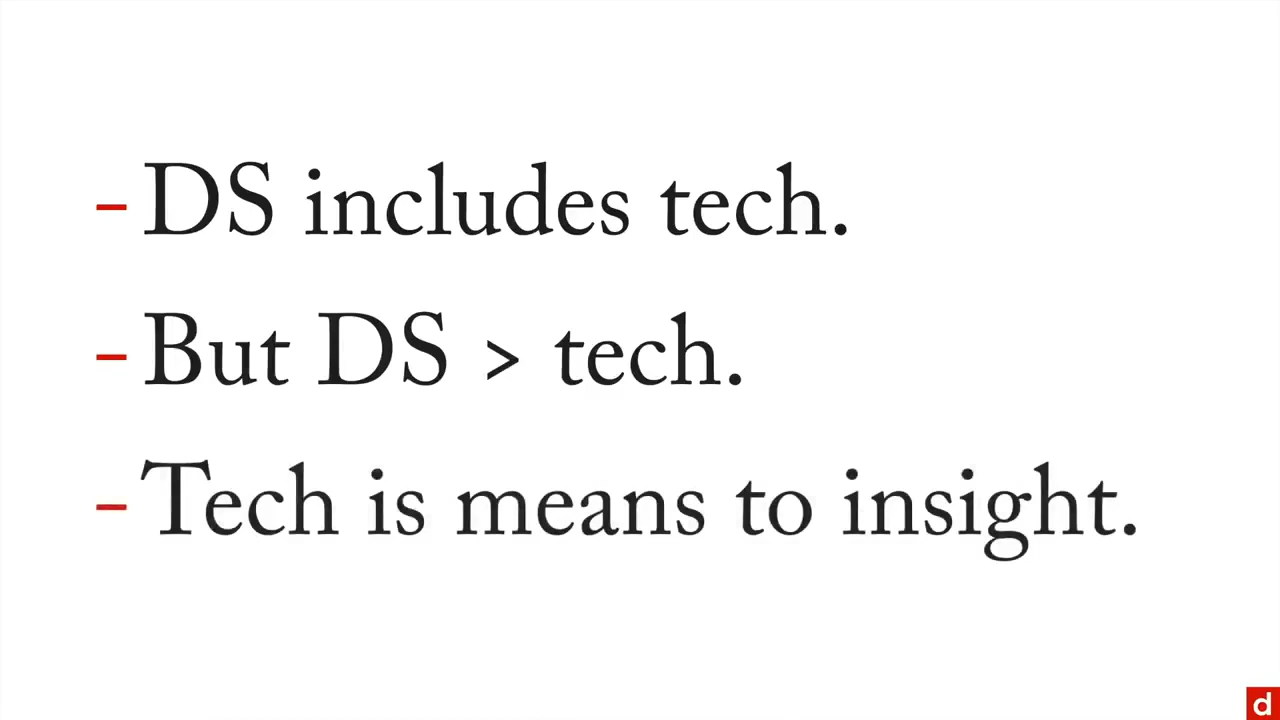 – DS includes tech.
– But DS > tech.
– Tech is means to insight.
d